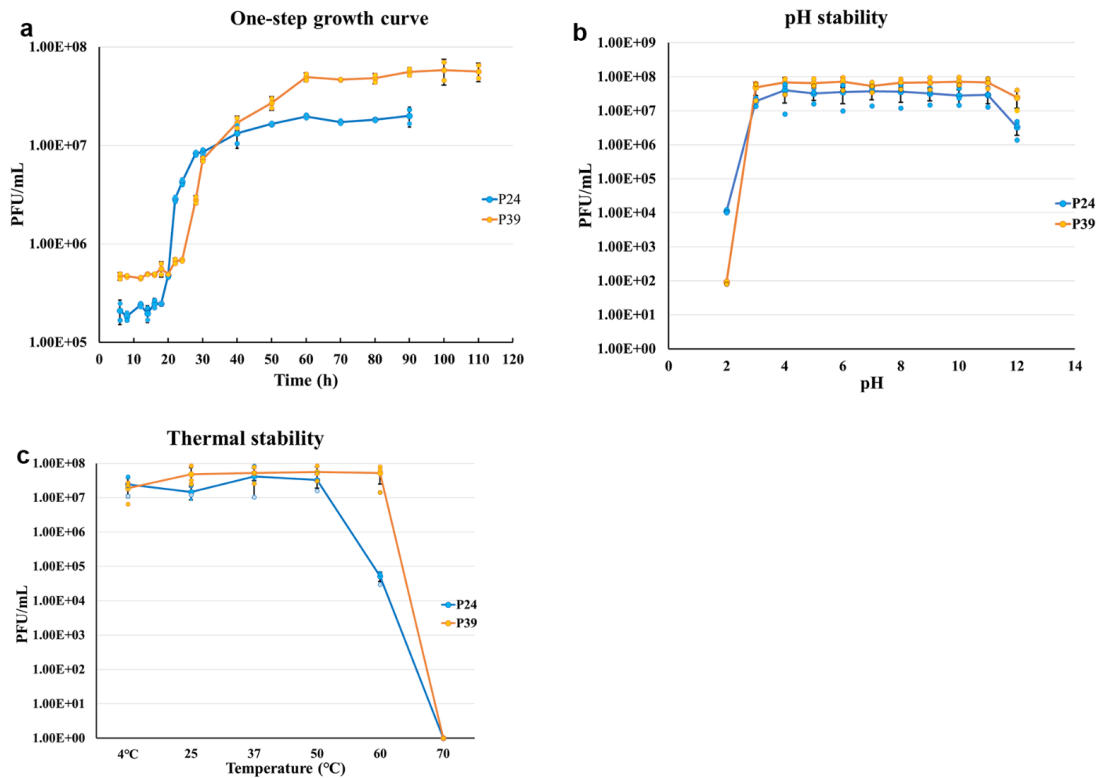 a
One-step growth curve
1.00E+08
1.00E+07
1.00E+06
1.00E+05
PFU/mL
0 10 20 30 40 50 60 70 80 90 100 110 120
Time (h)
P24
P39
b
pH stability
1.00E+09
1.00E+08
1.00E+07
1.00E+06
1.00E+05
1.00E+04
1.00E+03
1.00E+02
1.00E+01
1.00E+00
PFU/mL
0 2 4 6 8 10 12 14
pH
P24
P39
c
Thermal stability
1.00E+08
1.00E+07
1.00E+06
1.00E+05
1.00E+04
1.00E+03
1.00E+02
1.00E+01
1.00E+00
PFU/mL
4℃ 25 37 50 60 70
Temperature (℃)
P24
P39